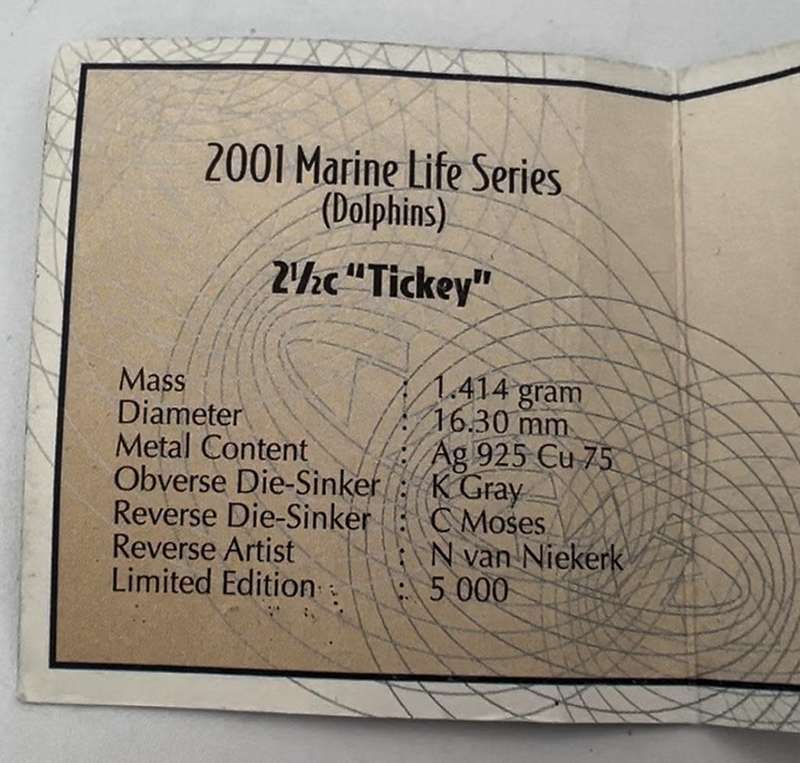 2001 Marine Life Series
(Dolphins)
2½c "Tickey"
Mass : 1.414 gram
Diameter : 16.30 mm
Metal Content : Ag 925 Cu 75
Obverse Die-Sinker : K Gray
Reverse Die-Sinker : C Moses
Reverse Artist : N van Niekerk
Limited Edition : 5 000